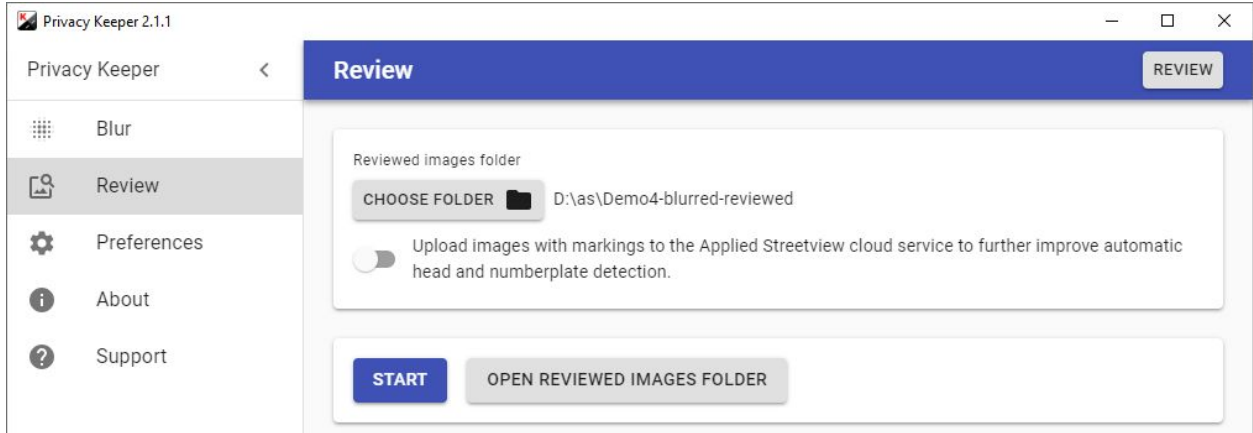 Privacy Keeper 2.1.1
Privacy Keeper
Review
REVIEW
Blur
Review
Preferences
About
Support
Reviewed images folder
CHOOSE FOLDER
D:\as\Demo4-blurred-reviewed
Upload images with markings to the Applied Streetview cloud service to further improve automatic
head and numberplate detection.
START
OPEN REVIEWED IMAGES FOLDER